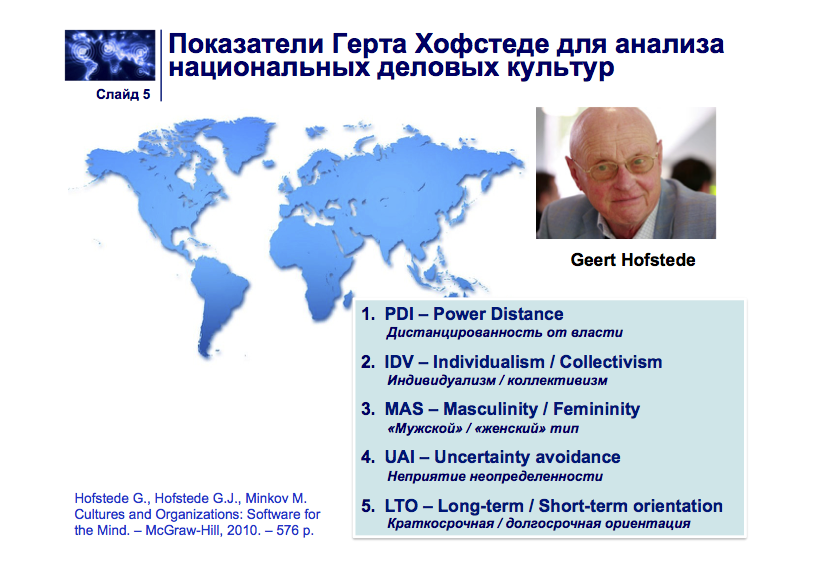 Показатели Герта Хофстеде для анализа
национальных деловых культур
Слайд 5
Geert Hofstede
1. PDI – Power Distance
Дистанцированность от власти
2. IDV – Individualism / Collectivism
Индивидуализм / коллективизм
3. MAS – Masculinity / Femininity
«Мужской» / «женский» тип
4. UAI – Uncertainty avoidance
Неприятие неопределенности
5. LTO – Long-term / Short-term orientation
Краткосрочная / долгосрочная ориентация
Hofstede G., Hofstede G.J., Minkov M.
Cultures and Organizations: Software for
the Mind. – McGraw-Hill, 2010. – 576 p.